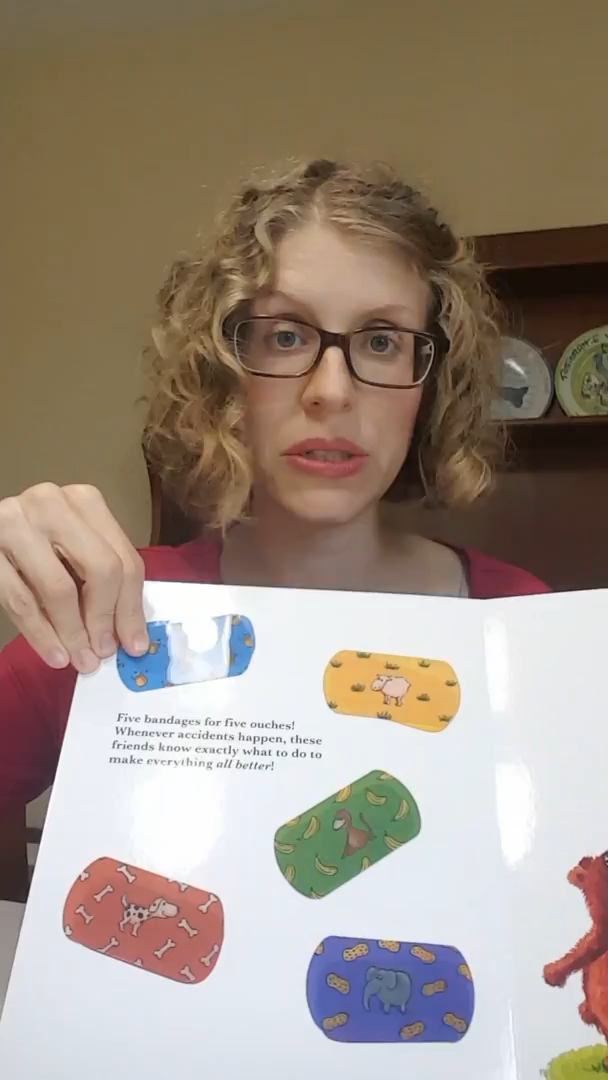 Five bandages for five ouches!
Whenever accidents happen, these
friends know exactly what to do to
make everything all better!